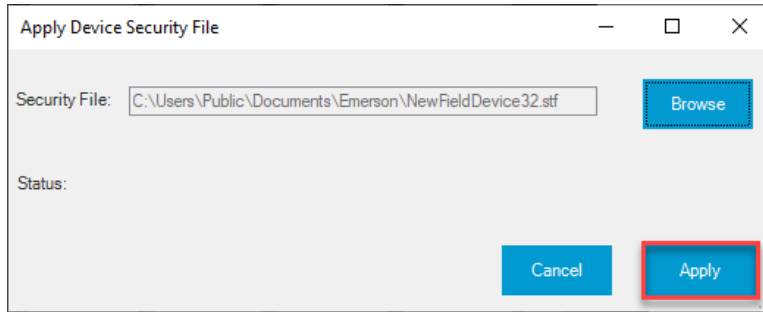 Apply Device Security File
Security File: C:\Users\Public\Documents\Emerson\NewFieldDevice32.stf Browse
Status:
Cancel Apply